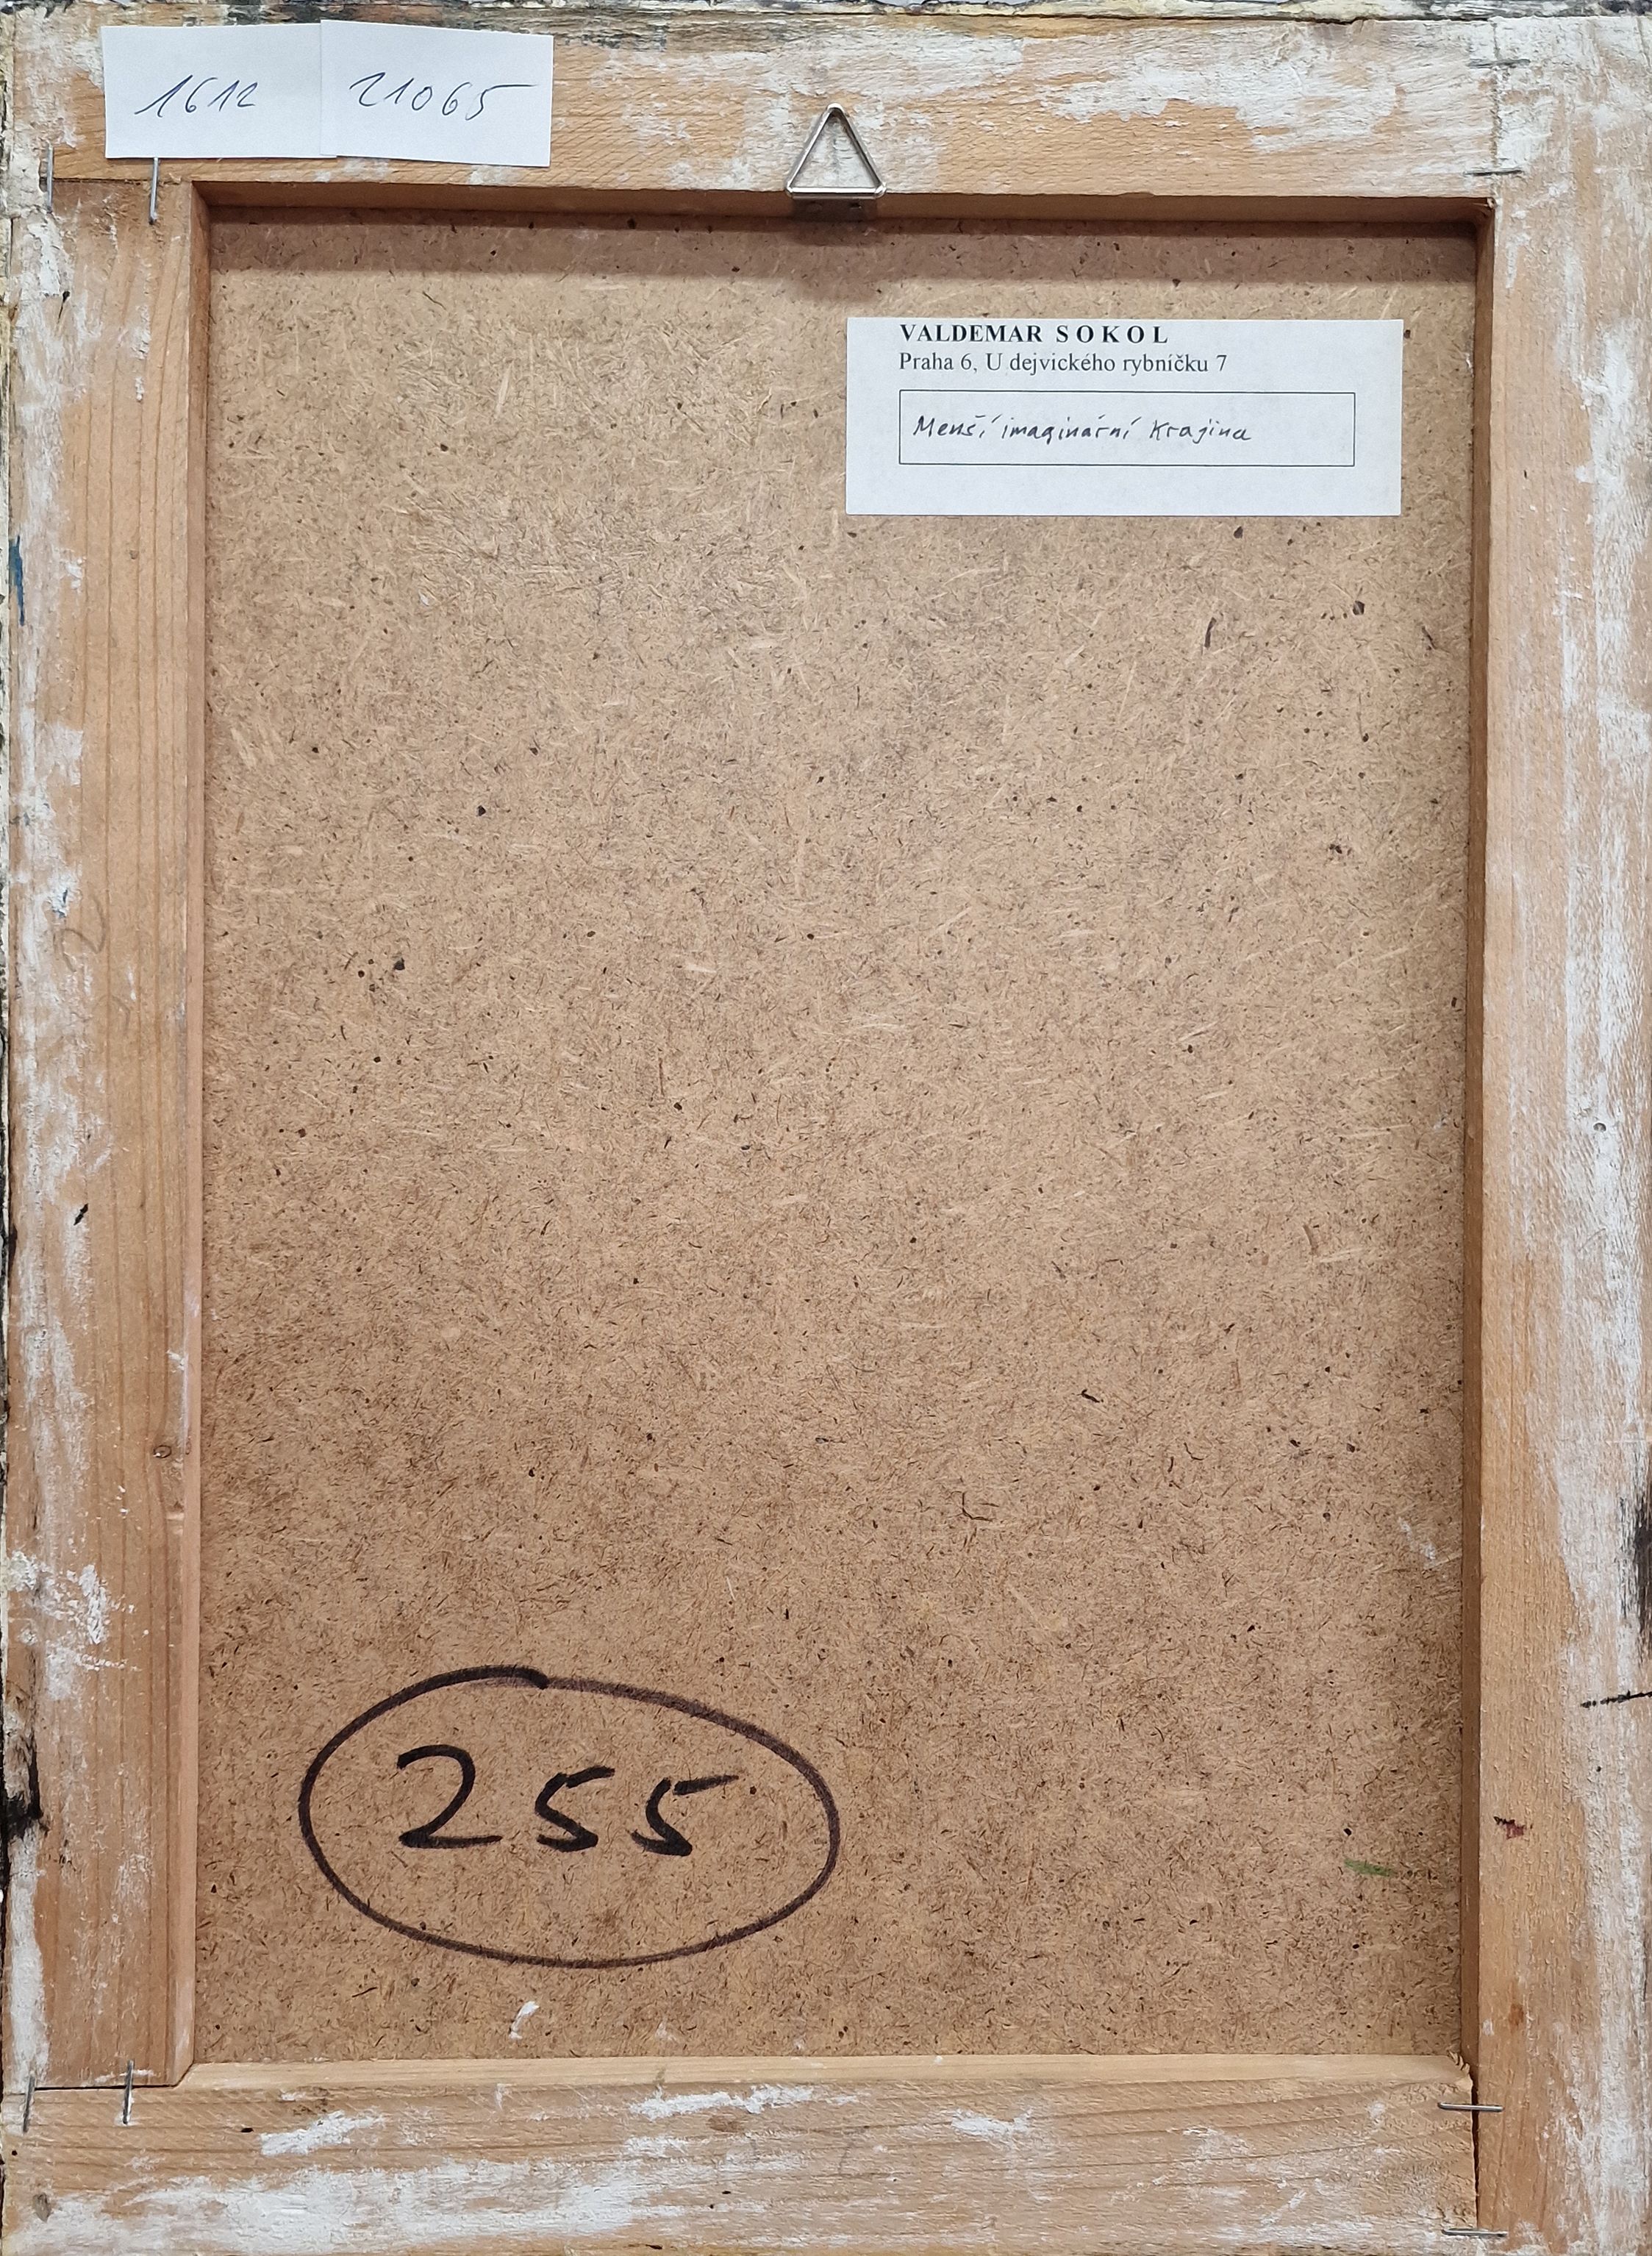 1612 21065
VALDEMAR SOKOL
Praha 6, U dejvického rybníčku 7
Menší imaginární Krajina
255